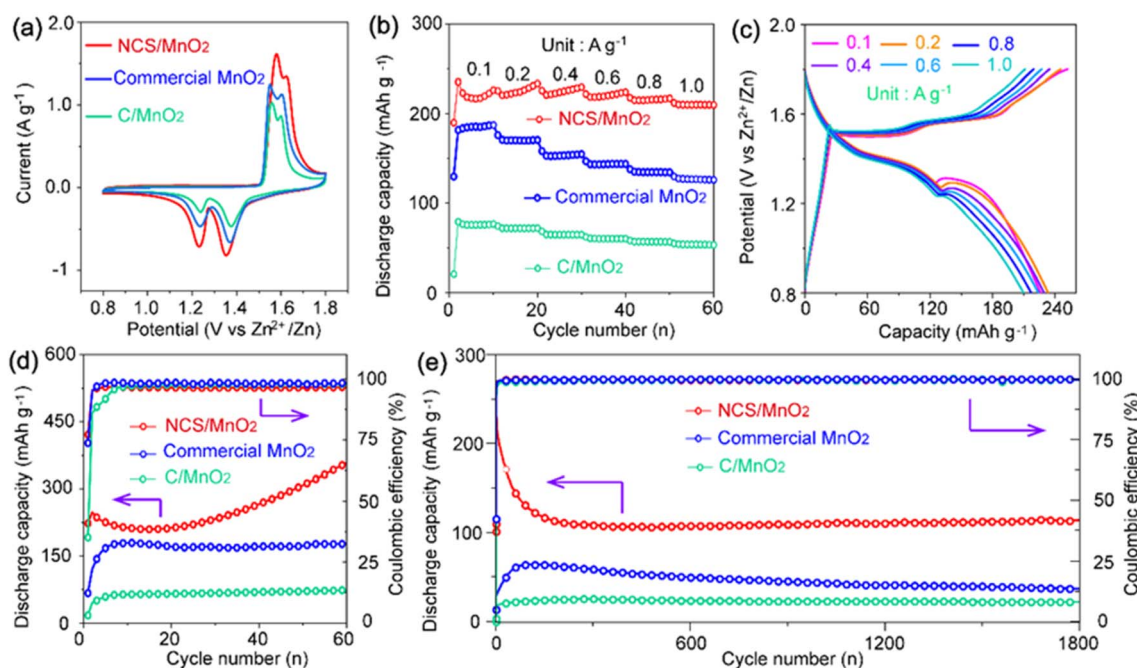 (a)
2.0
1.0
0.0
-1
Current (A g-1)
NCS/MnO2
Commercial MnO2
C/MnO2
0.8 1.0 1.2 1.4 1.6 1.8
Potential (V vs Zn2+/Zn)
(b)
300
200
100
0
Discharge capacity (mAh g-1)
Unit : A g-1
0.1 0.2 0.4 0.6 0.8 1.0
NCS/MnO2
Commercial MnO2
C/MnO2
0 20 40 60
Cycle number (n)
(c)
2.0
1.6
1.2
0.8
Potential (V vs Zn2+/Zn)
0.1 0.2 0.8
0.4 0.6 1.0
Unit : A g-1
0 60 120 180 240
Capacity (mAh g-1)
(d)
600
450
300
150
0
Discharge capacity (mAh g-1)
NCS/MnO2
Commercial MnO2
C/MnO2
100
75
50
25
0
Coulombic efficiency (%)
0 20 40 60
Cycle number (n)
(e)
300
200
100
0
Discharge capacity (mAh g-1)
NCS/MnO2
Commercial MnO2
C/MnO2
100
75
50
25
0
Coulombic efficiency (%)
0 600 1200 1800
Cycle number (n)